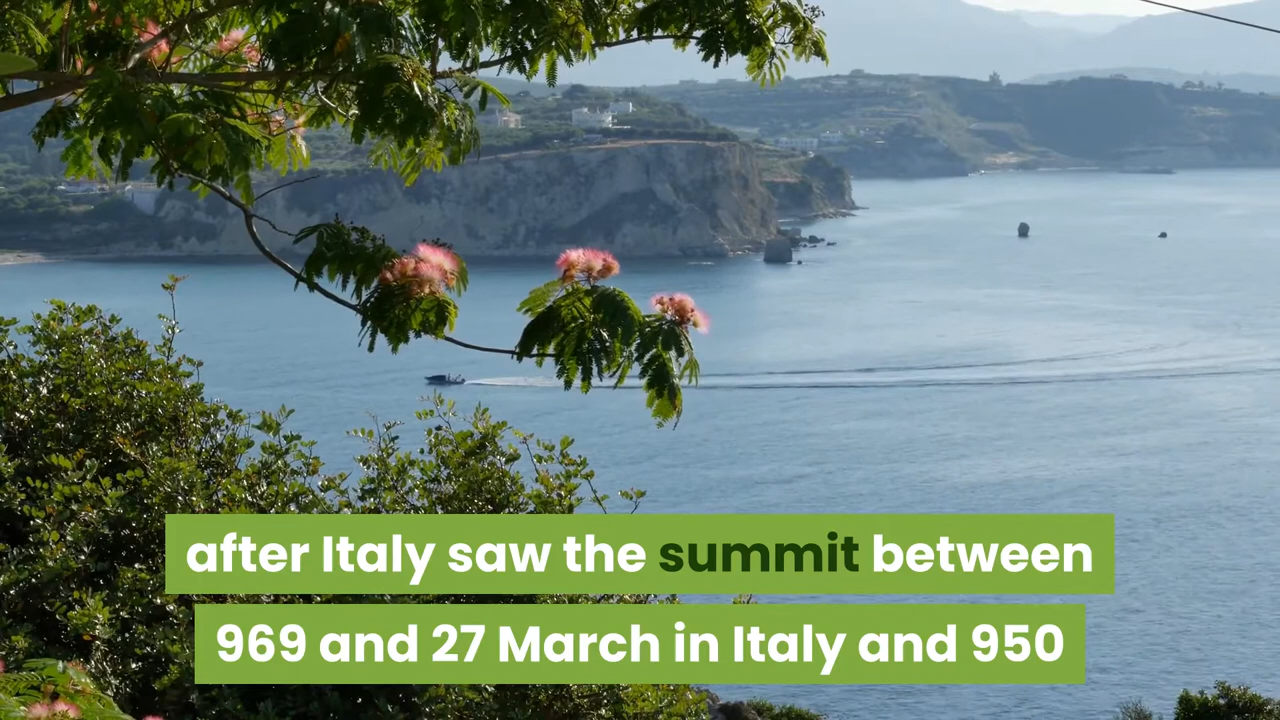 after Italy saw the summit between
969 and 27 March in Italy and 950